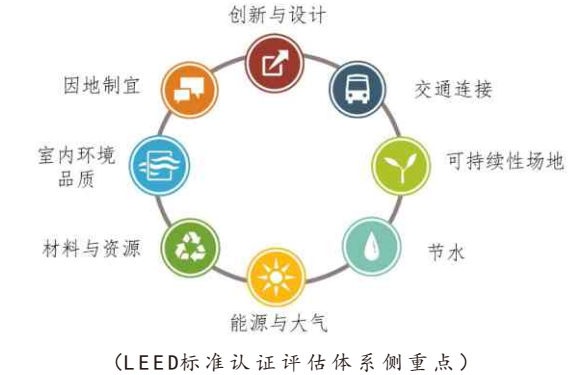 创新与设计
因地制宜
交通连接
室内环境
品质
可持续性场地
材料与资源
节水
能源与大气
(LEED标准认证评估体系侧重点)